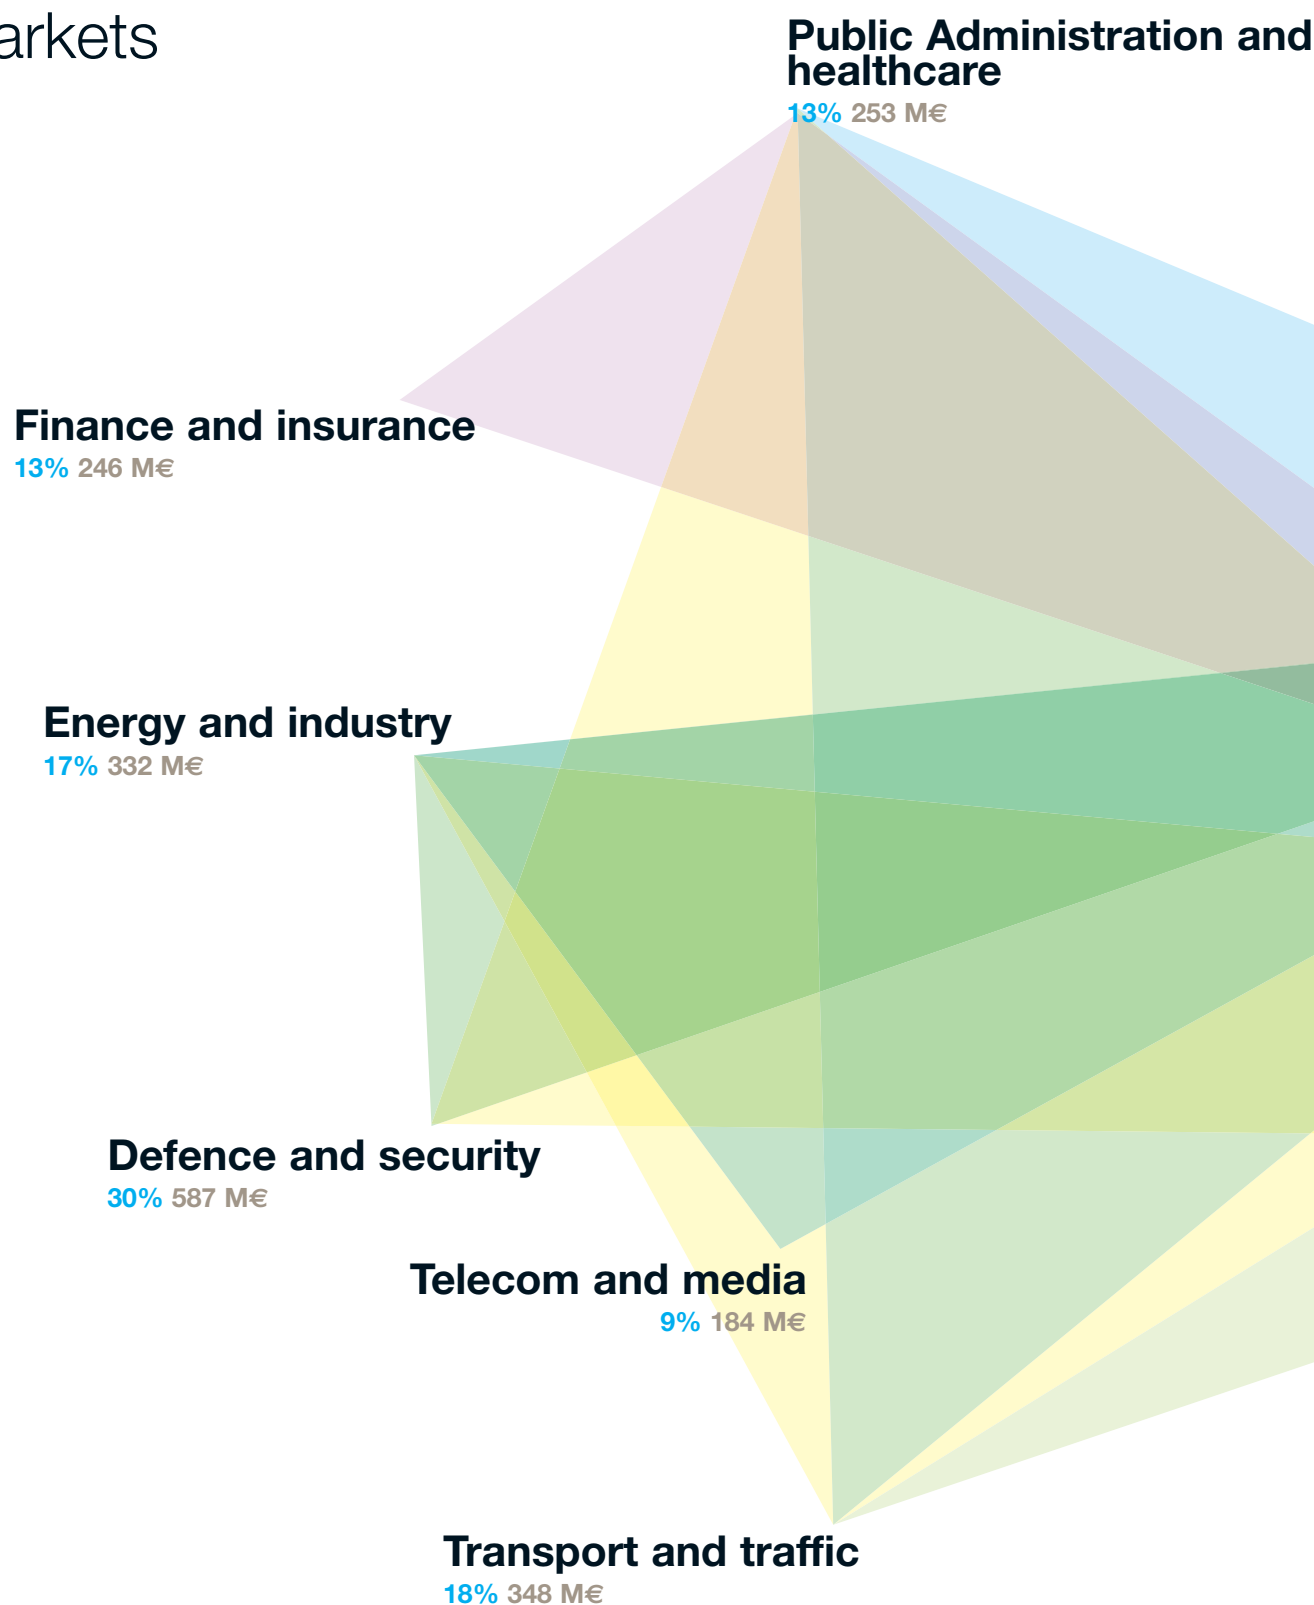 arkets
Public Administration and
healthcare
13% 253 M€
Finance and insurance
13% 246 M€
Energy and industry
17% 332 M€
Defence and security
30% 587 M€
Telecom and media
9% 184 M€
Transport and traffic
18% 348 M€